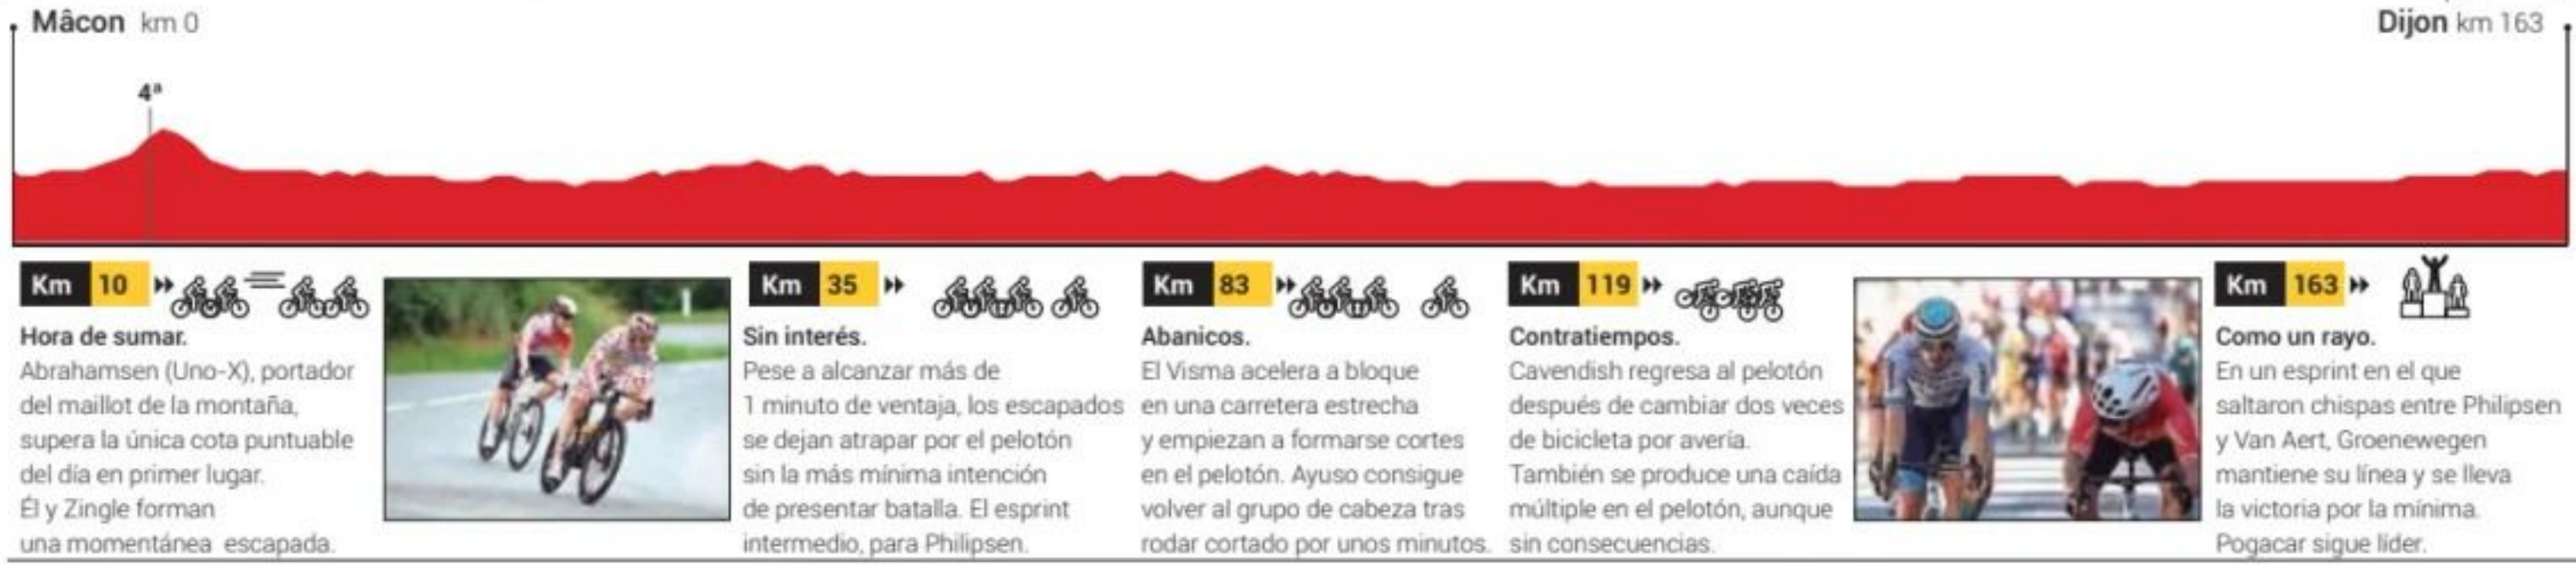 Mâcon km 0
Dijon km 163
4ª
Km 10
Hora de sumar.
Abrahamsen (Uno-X), portador
del maillot de la montaña,
supera la única cota puntuable
del día en primer lugar.
Él y Zingle forman
una momentánea escapada.
Km 35
Sin interés.
Pese a alcanzar más de
1 minuto de ventaja, los escapados
se dejan atrapar por el pelotón
sin la más mínima intención
de presentar batalla. El esprint
intermedio, para Philipsen.
Km 83
Abanicos.
El Visma acelera a bloque
en una carretera estrecha
y empiezan a formarse cortes
en el pelotón. Ayuso consigue
volver al grupo de cabeza tras
rodar cortado por unos minutos.
Km 119
Contratiempos.
Cavendish regresa al pelotón
después de cambiar dos veces
de bicicleta por avería.
También se produce una caída
múltiple en el pelotón, aunque
sin consecuencias.
Km 163
Como un rayo.
En un esprint en el que
saltaron chispas entre Philipsen
y Van Aert, Groenewegen
mantiene su línea y se lleva
la victoria por la mínima.
Pogacar sigue líder.